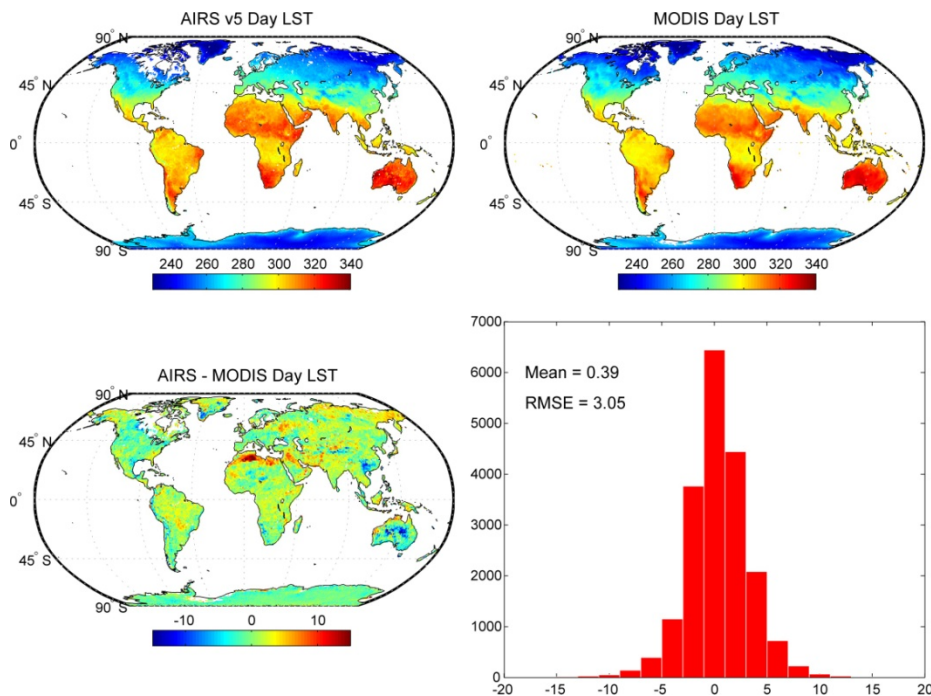 AIRS v5 Day LST
90° N
45° N
0°
45° S
90° S
240 260 280 300 320 340
MODIS Day LST
90° N
45° N
0°
45° S
90° S
240 260 280 300 320 340
AIRS - MODIS Day LST
90° N
45° N
0°
45° S
90° S
-10 0 10
7000
6000
5000
4000
3000
2000
1000
0
Mean = 0.39
RMSE = 3.05
-20 -15 -10 -5 0 5 10 15 20